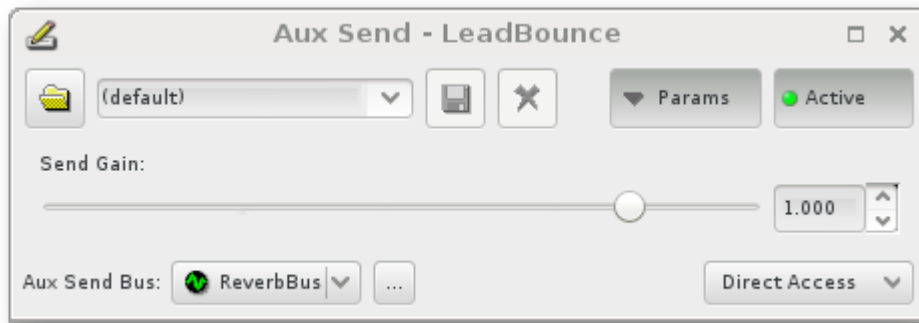 Aux Send - LeadBounce
(default) Params Active
Send Gain:
1.000
Aux Send Bus: ReverbBus ... Direct Access